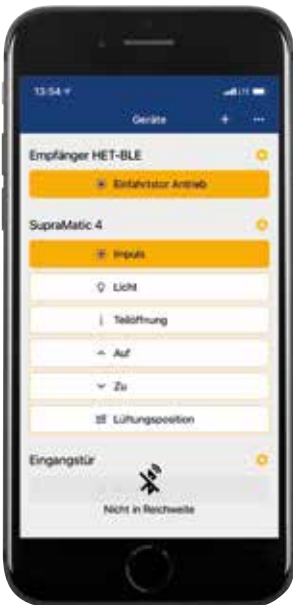 13:54
Geräte + ...
Empfänger HET-BLE
Einfahrtstor Antrieb
SupraMatic 4
Impuls
Licht
Teilöffnung
Auf
Zu
Lüftungsposition
Eingangstür
Nicht in Reichweite